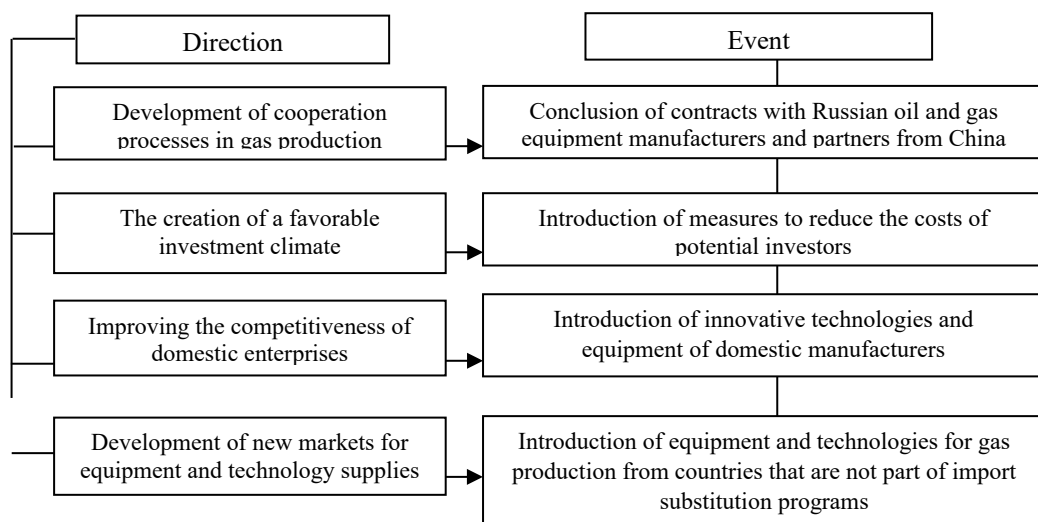 Direction
Event
Development of cooperation
processes in gas production
Conclusion of contracts with Russian oil and gas
equipment manufacturers and partners from China
The creation of a favorable
investment climate
Introduction of measures to reduce the costs of
potential investors
Improving the competitiveness of
domestic enterprises
Introduction of innovative technologies and
equipment of domestic manufacturers
Development of new markets for
equipment and technology supplies
Introduction of equipment and technologies for gas
production from countries that are not part of import
substitution programs